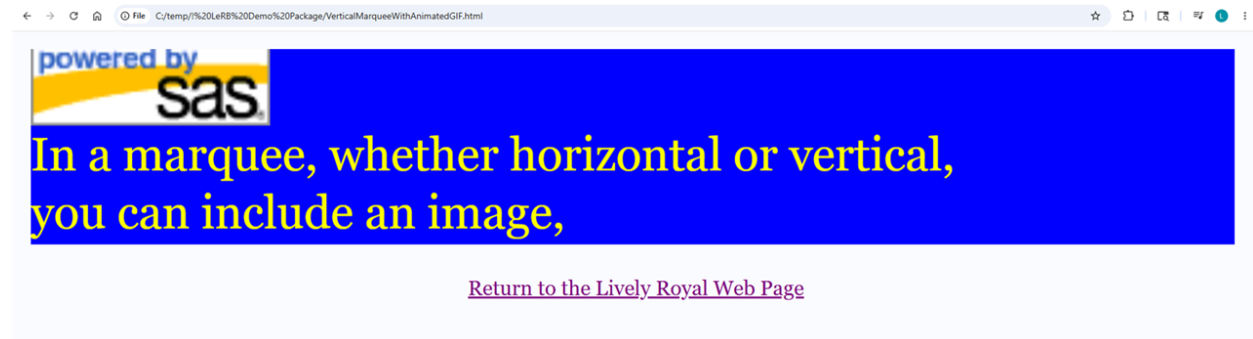 File
C:/temp/!%20LeRB%20Demo%20Package/VerticalMarqueeWithAnimatedGIF.html
L
powered by
sas.
In a marquee, whether horizontal or vertical,
you can include an image,
Return to the Lively Royal Web Page